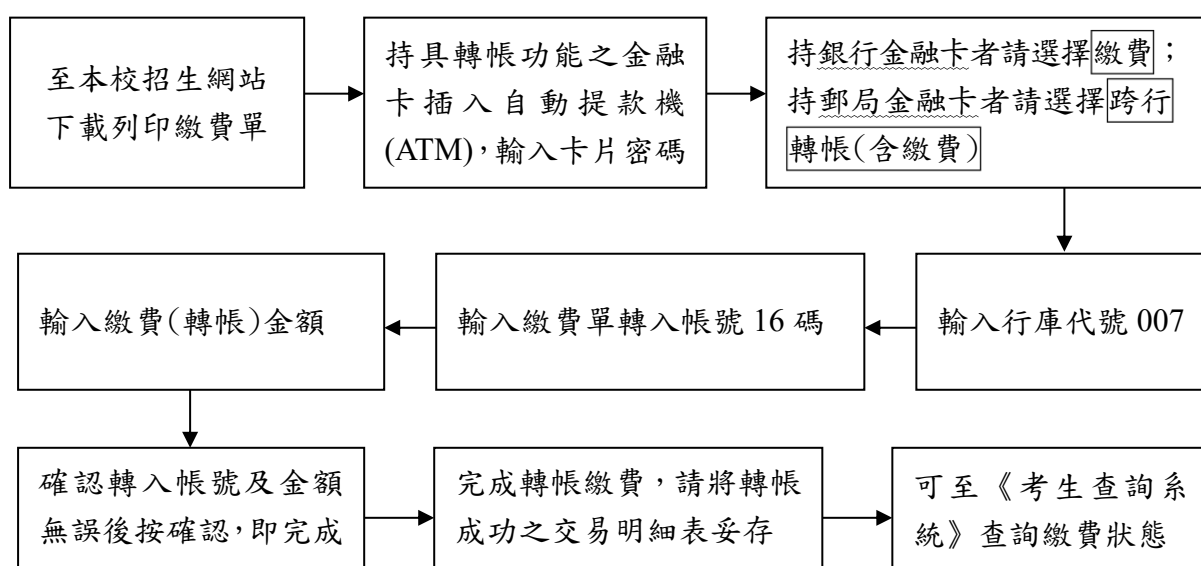 至本校招生網站
下載列印繳費單
持具轉帳功能之金融
卡插入自動提款機
(ATM)，輸入卡片密碼
持銀行金融卡者請選擇繳費；
持郵局金融卡者請選擇跨行
轉帳(含繳費)
輸入行庫代號 007
輸入繳費單轉入帳號 16 碼
輸入繳費(轉帳)金額
確認轉入帳號及金額
無誤後按確認，即完成
完成轉帳繳費，請將轉帳
成功之交易明細表妥存
可至《考生查詢系
統》查詢繳費狀態